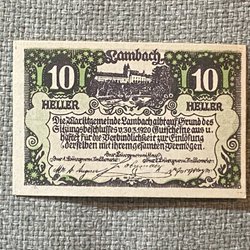 Lambach
10 10
HELLER HELLER
Die Marktgemeinde Lambach gibt auf Grund des
Sitzungsbeschlusses v. 30.3.1920 Gutscheine aus u.
haftet für die Verbindlichkeit zur Einlösung
derselben mit ihrem gesamten Vermögen.